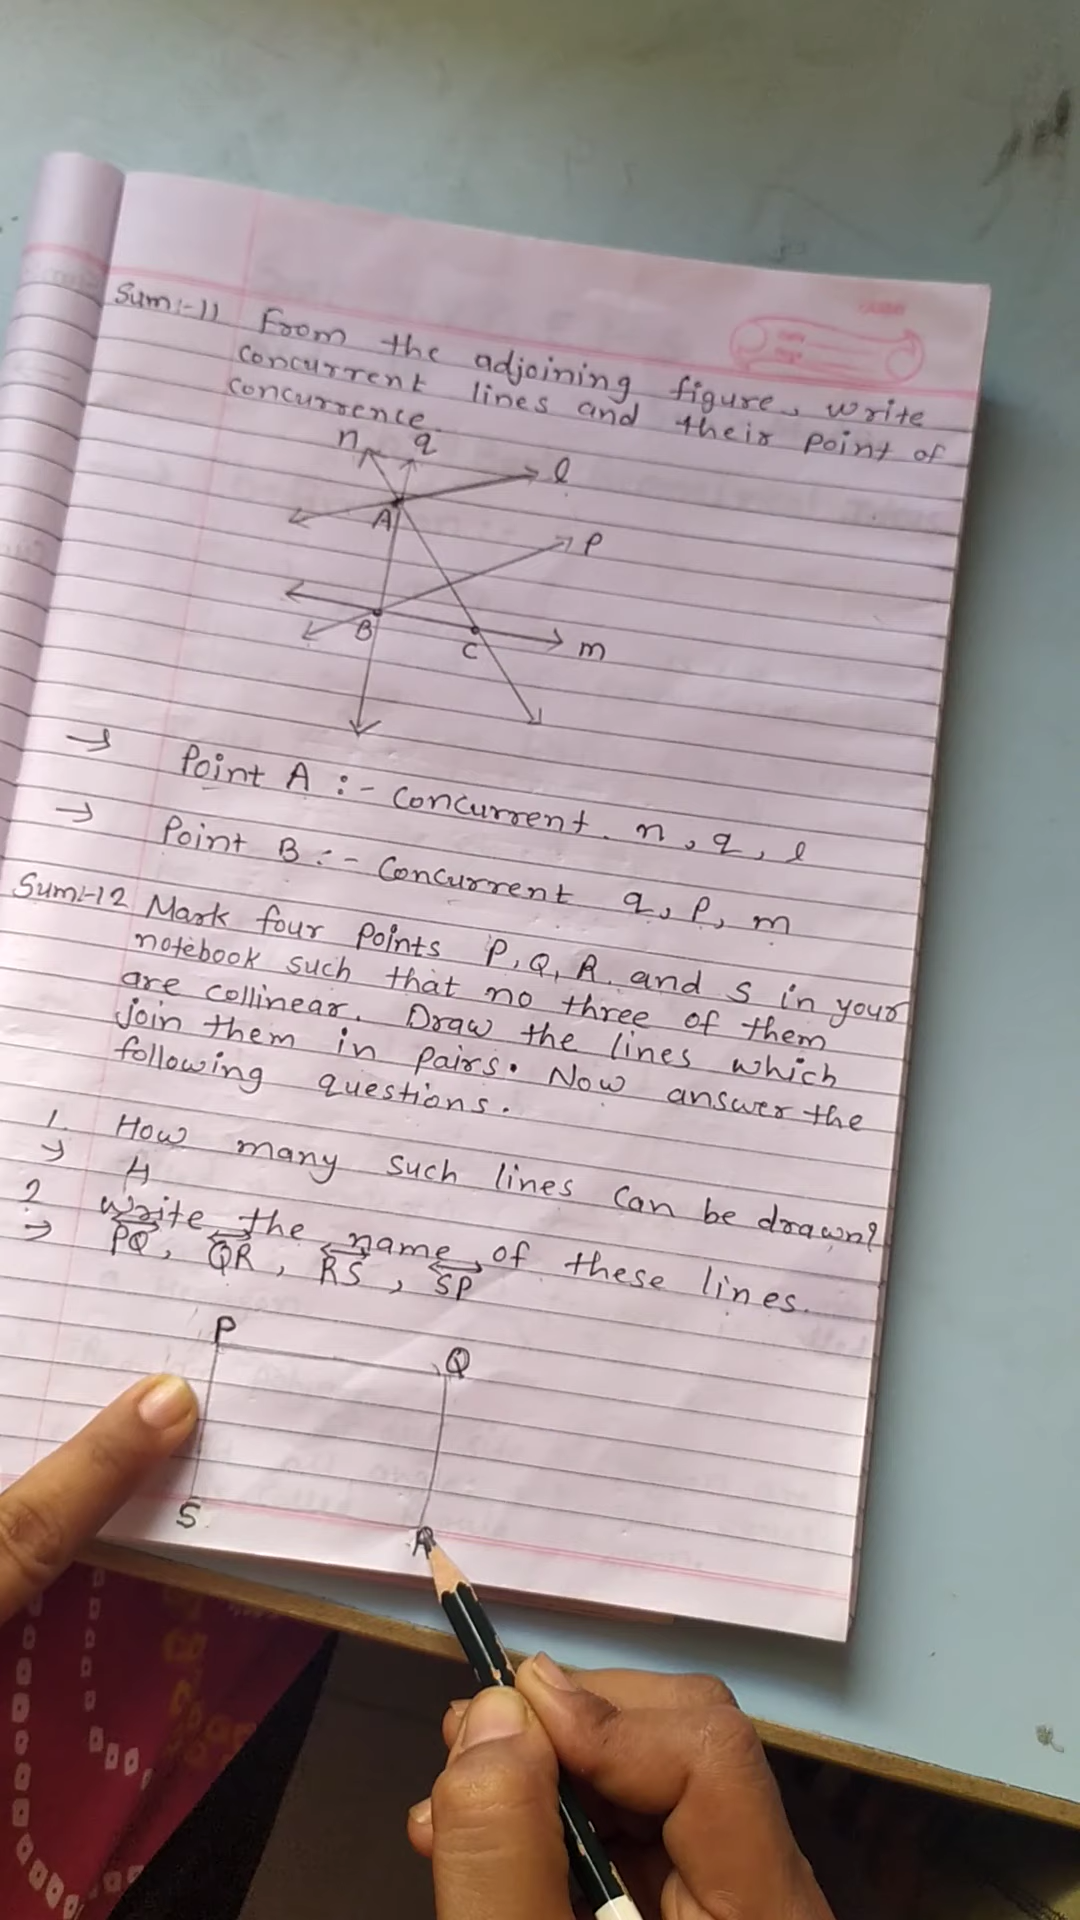 Sum:-11 From the adjoining figure, write
concurrent lines and their point of
concurrence.
n q
l
A
p
B
C
m
→ Point A :- Concurrent. n, q, l
→ Point B :- Concurrent q, p, m
Sum:-12 Mark four points P, Q, R. and S in your
notebook such that no three of them
are collinear. Draw the lines which
join them in pairs. Now answer the
following questions.
1. How many such lines can be drawn?
→ 4
2 write the name of these lines.
→ PQ, QR, RS, SP
P
Q
S
R